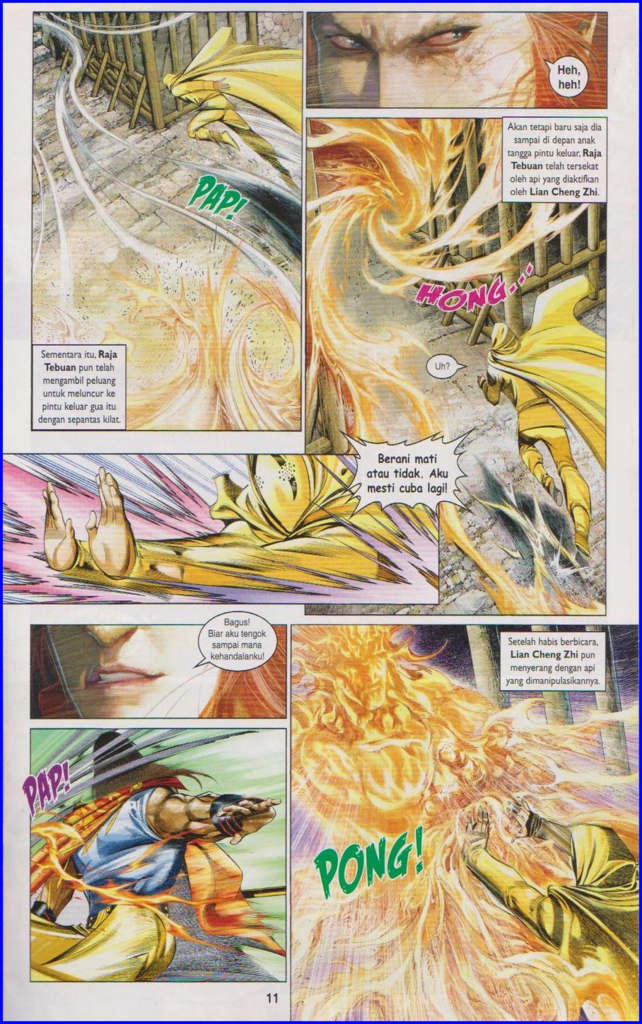 PAP!
Sementara itu, Raja
Tebuan pun telah
mengambil peluang
untuk meluncur ke
pintu keluar gua itu
dengan sepantas kilat.
Heh,
heh!
Akan tetapi baru saja dia
sampai di depan anak
tangga pintu keluar, Raja
Tebuan telah tersekat
oleh api yang diaktifkan
oleh Lian Cheng Zhi.
HONG...
Uh?
Berani mati
atau tidak. Aku
mesti cuba lagi!
Bagus!
Biar aku tengok
sampai mana
kehandalanku!
PAP!
Setelah habis berbicara,
Lian Cheng Zhi pun
menyerang dengan api
yang dimanipulasikannya.
PONG!
11